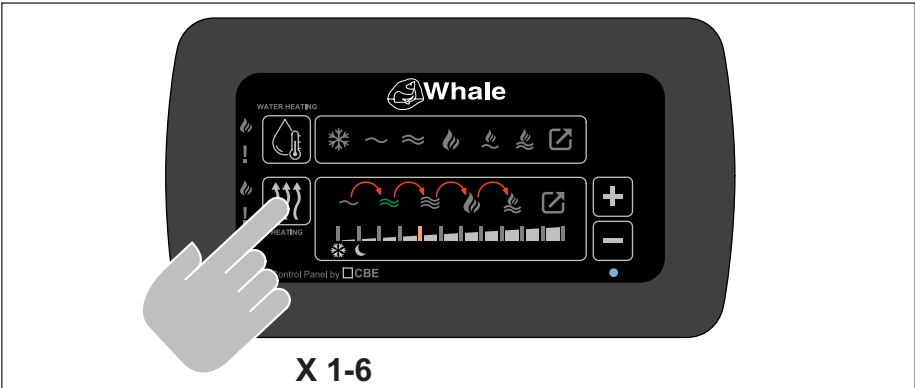 Whale
WATER HEATING
!
!
HEATING
+
−
Control Panel by CBE
X 1-6